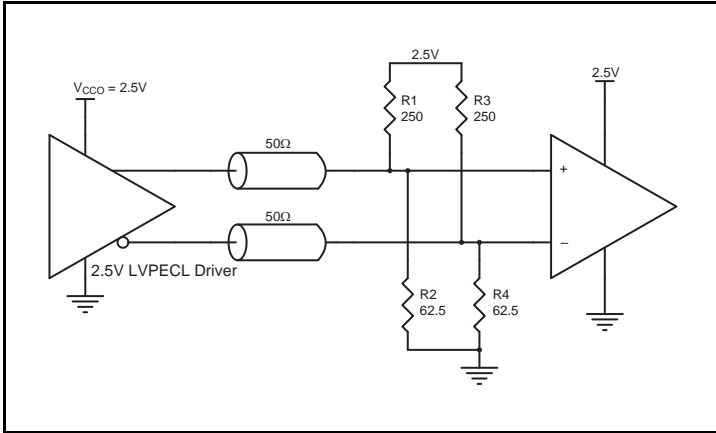 2.5V
2.5V
VCCO = 2.5V
R1
250
R3
250
50Ω
+
50Ω
–
2.5V LVPECL Driver
R2
62.5
R4
62.5